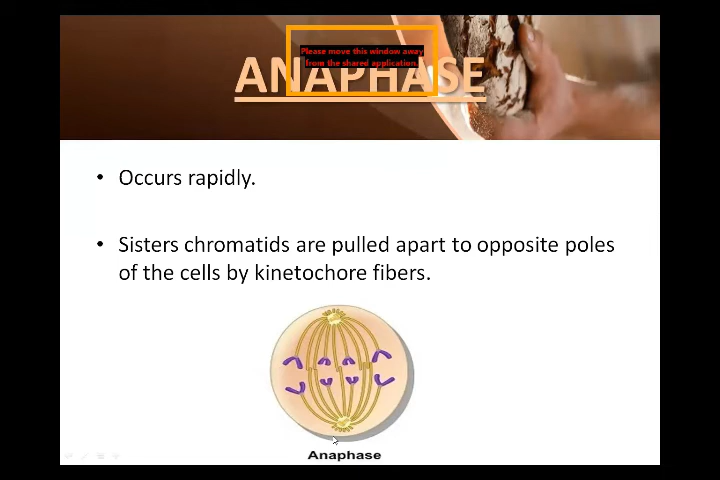 ANAPHASE
Please move this window away
from the shared application.
• Occurs rapidly.
• Sisters chromatids are pulled apart to opposite poles
of the cells by kinetochore fibers.
Anaphase